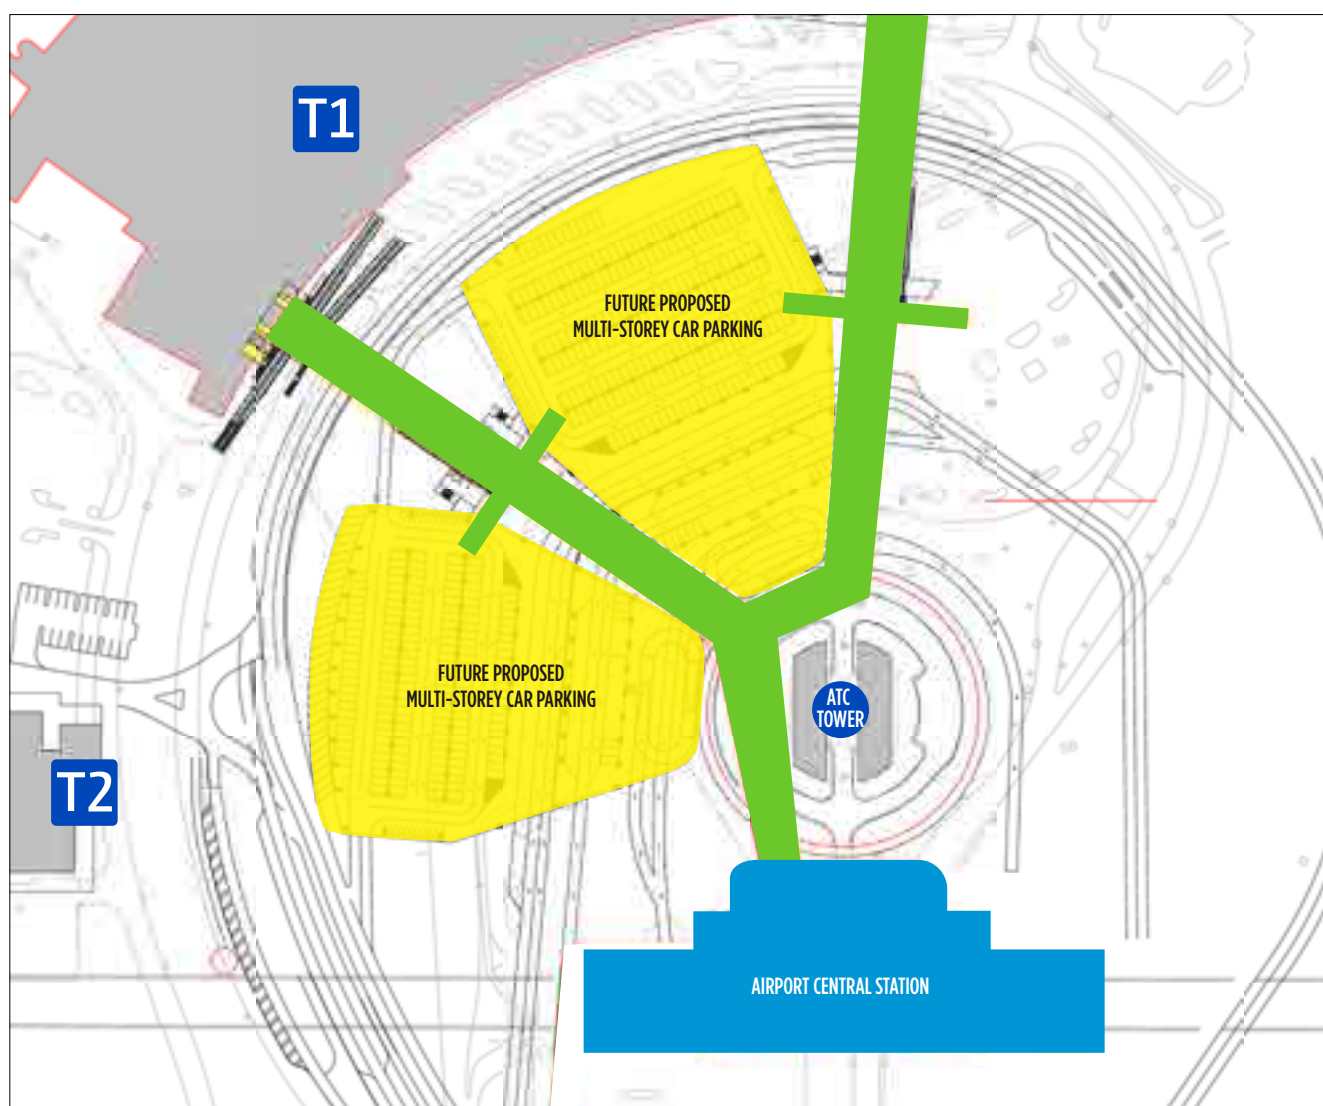 T1
FUTURE PROPOSED
MULTI-STOREY CAR PARKING
FUTURE PROPOSED
MULTI-STOREY CAR PARKING
ATC
TOWER
T2
AIRPORT CENTRAL STATION